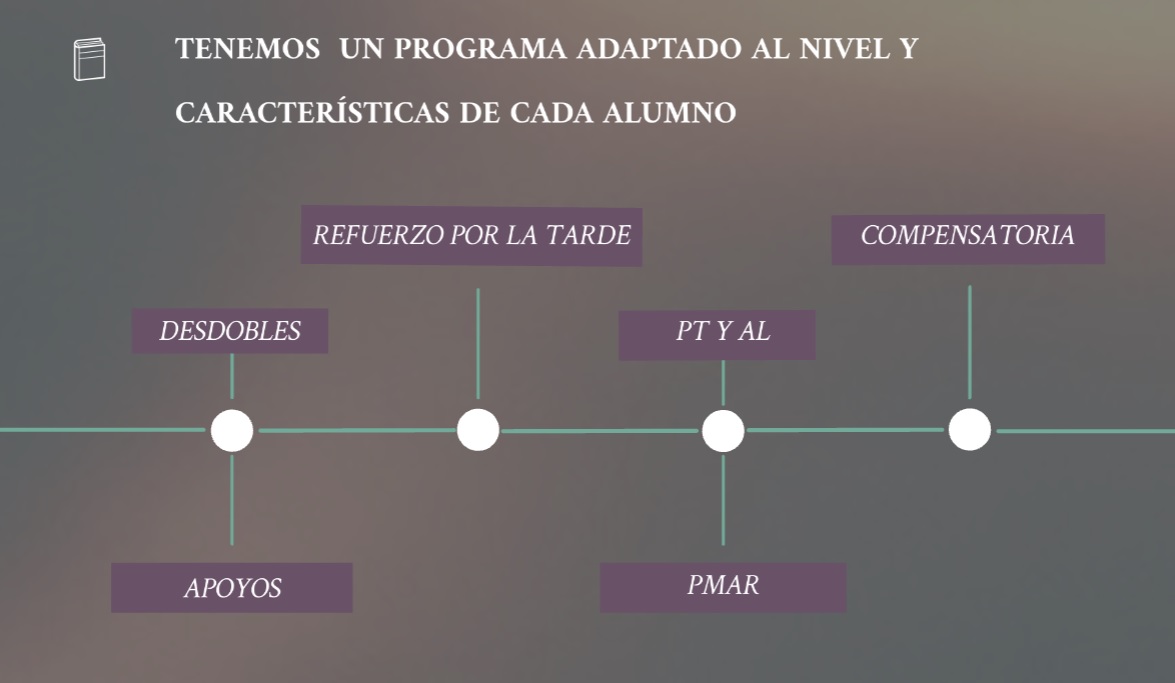 TENEMOS UN PROGRAMA ADAPTADO AL NIVEL Y
CARACTERÍSTICAS DE CADA ALUMNO
REFUERZO POR LA TARDE
COMPENSATORIA
DESDOBLES
PT Y AL
APOYOS
PMAR